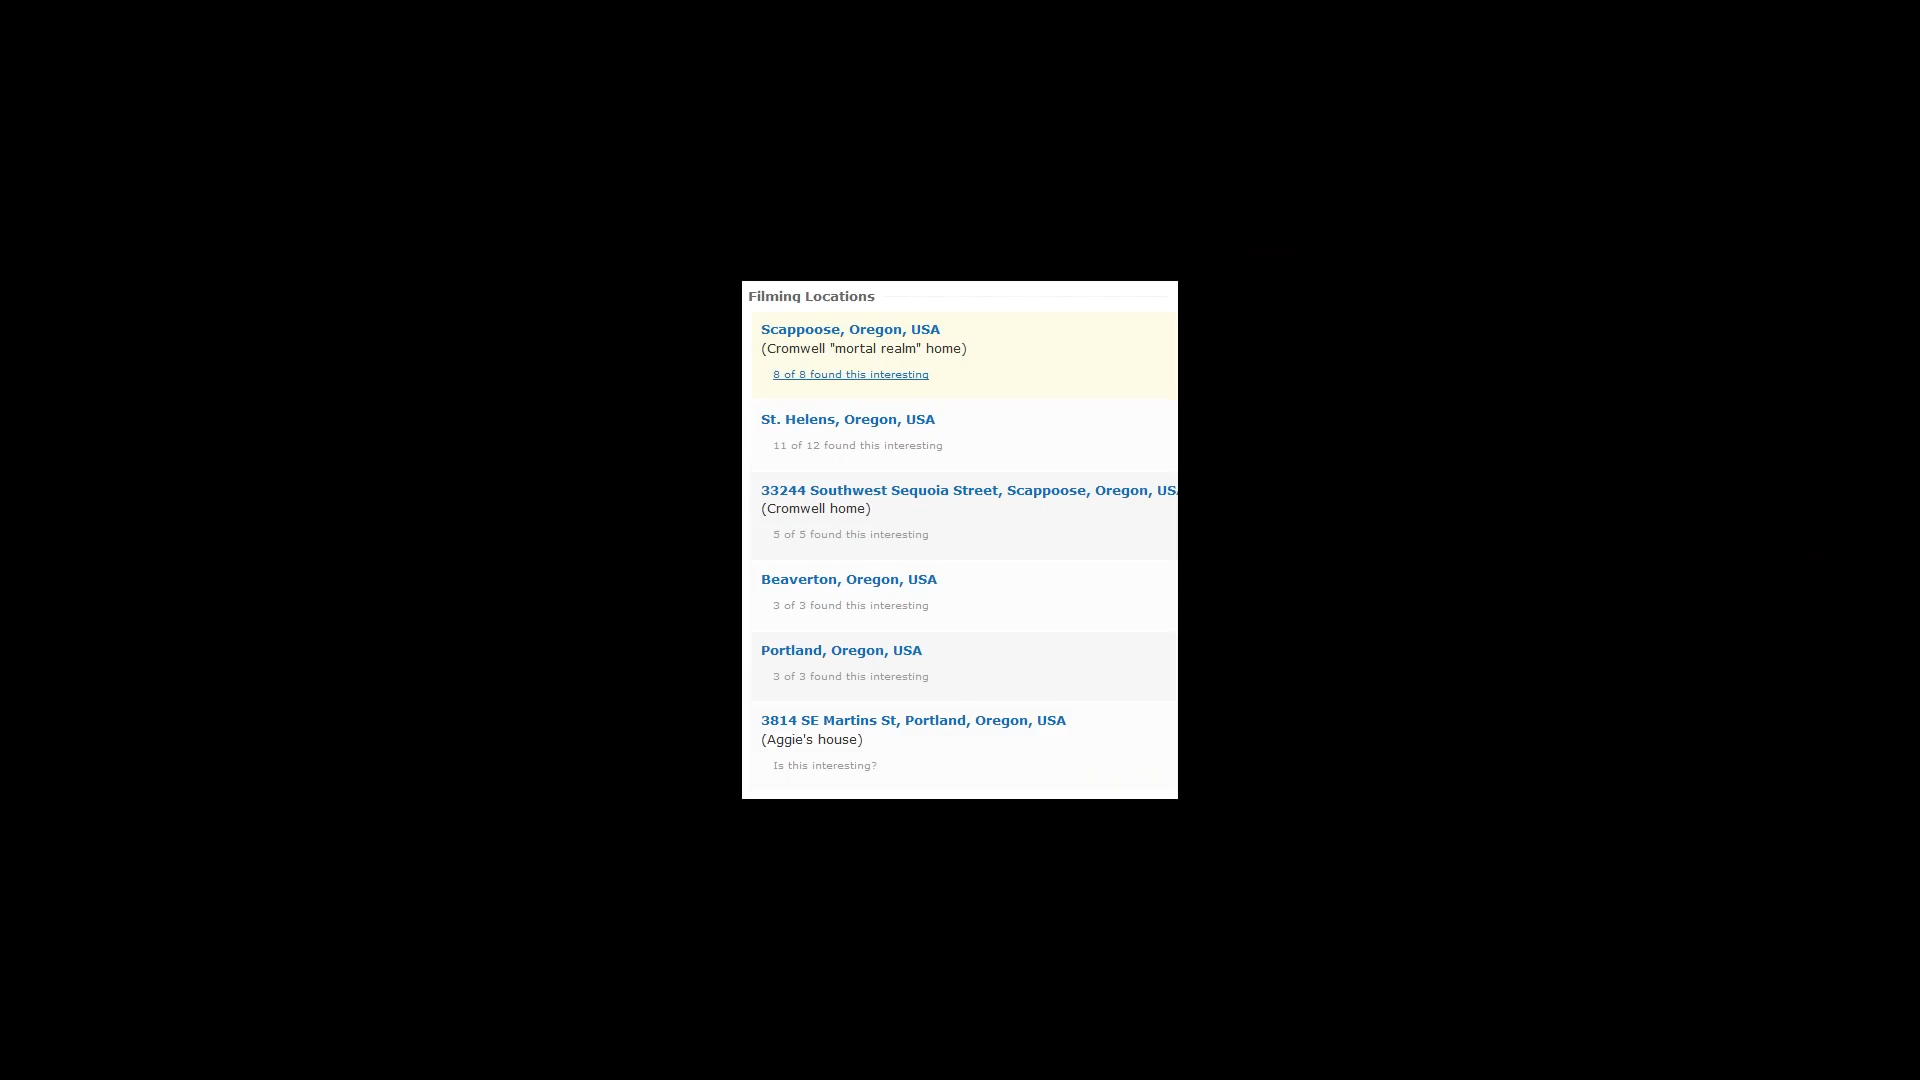 Filming Locations
Scappoose, Oregon, USA
(Cromwell "mortal realm" home)
8 of 8 found this interesting
St. Helens, Oregon, USA
11 of 12 found this interesting
33244 Southwest Sequoia Street, Scappoose, Oregon, USA
(Cromwell home)
5 of 5 found this interesting
Beaverton, Oregon, USA
3 of 3 found this interesting
Portland, Oregon, USA
3 of 3 found this interesting
3814 SE Martins St, Portland, Oregon, USA
(Aggie's house)
Is this interesting?